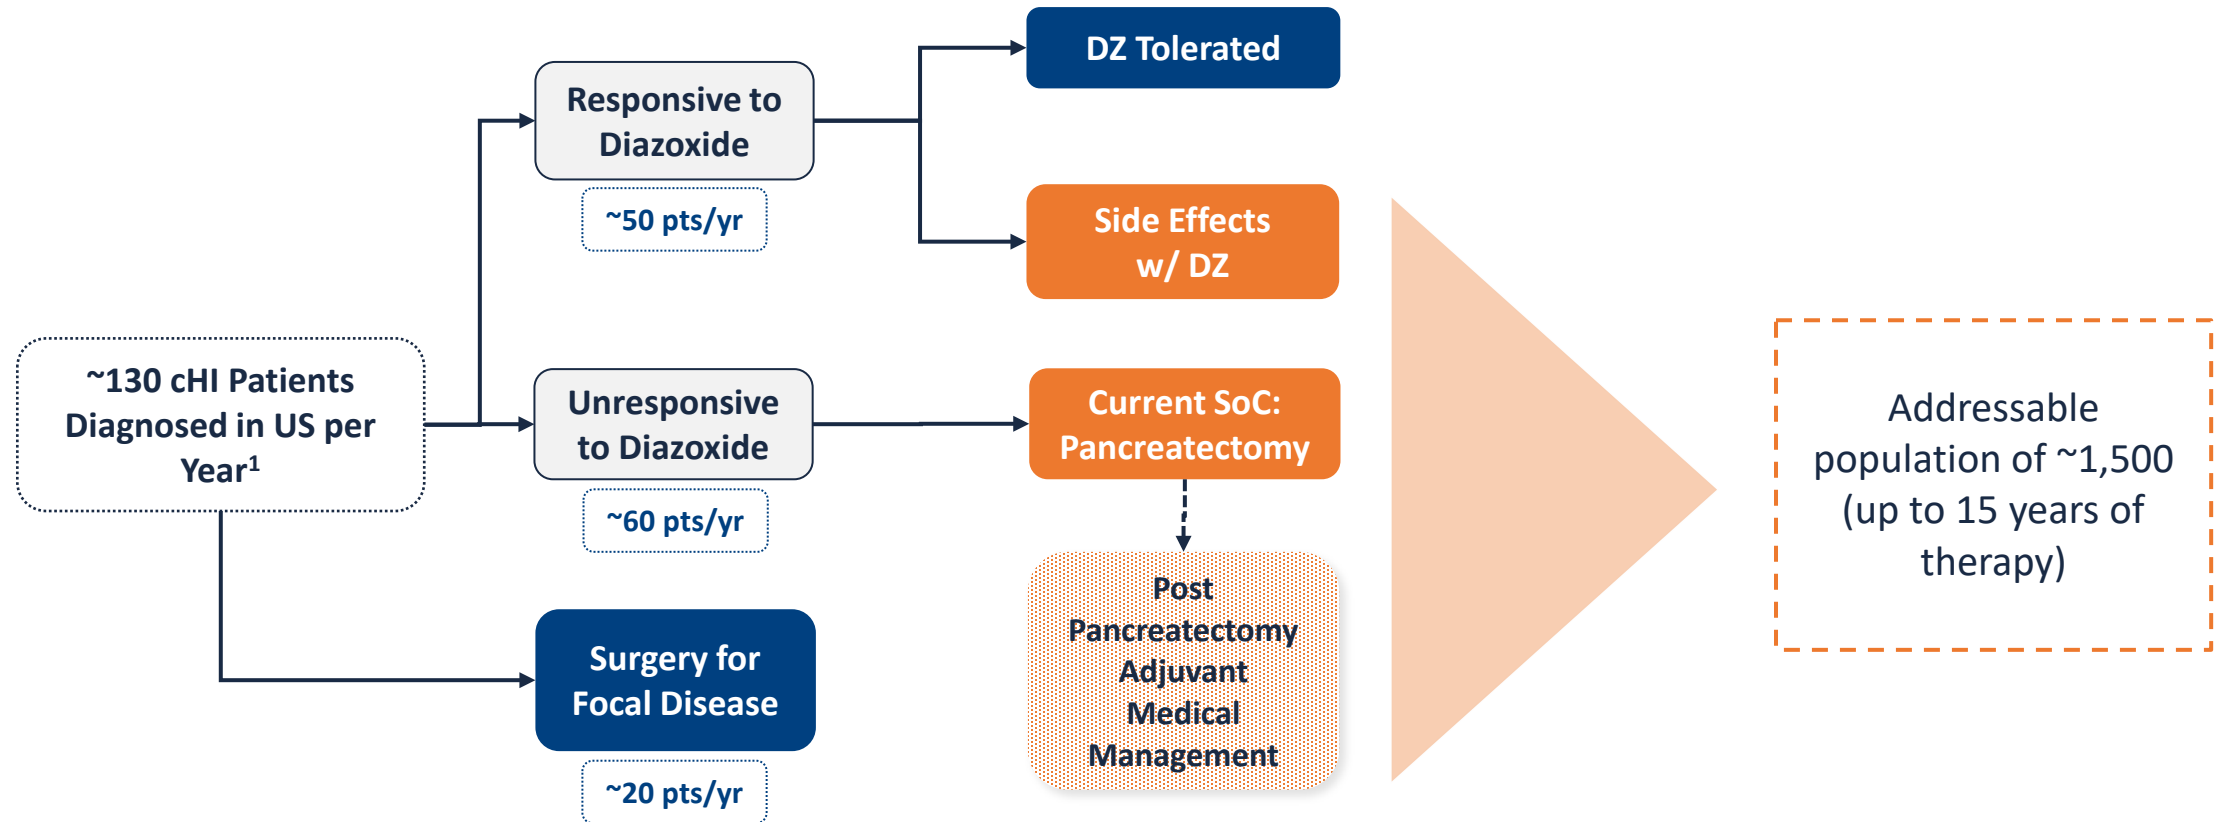 ~130 cHI Patients
Diagnosed in US per
Year¹
Responsive to
Diazoxide
~50 pts/yr
Unresponsive
to Diazoxide
~60 pts/yr
Surgery for
Focal Disease
~20 pts/yr
DZ Tolerated
Side Effects
w/ DZ
Current SoC:
Pancreatectomy
Post
Pancreatectomy
Adjuvant
Medical
Management
Addressable
population of ~1,500
(up to 15 years of
therapy)